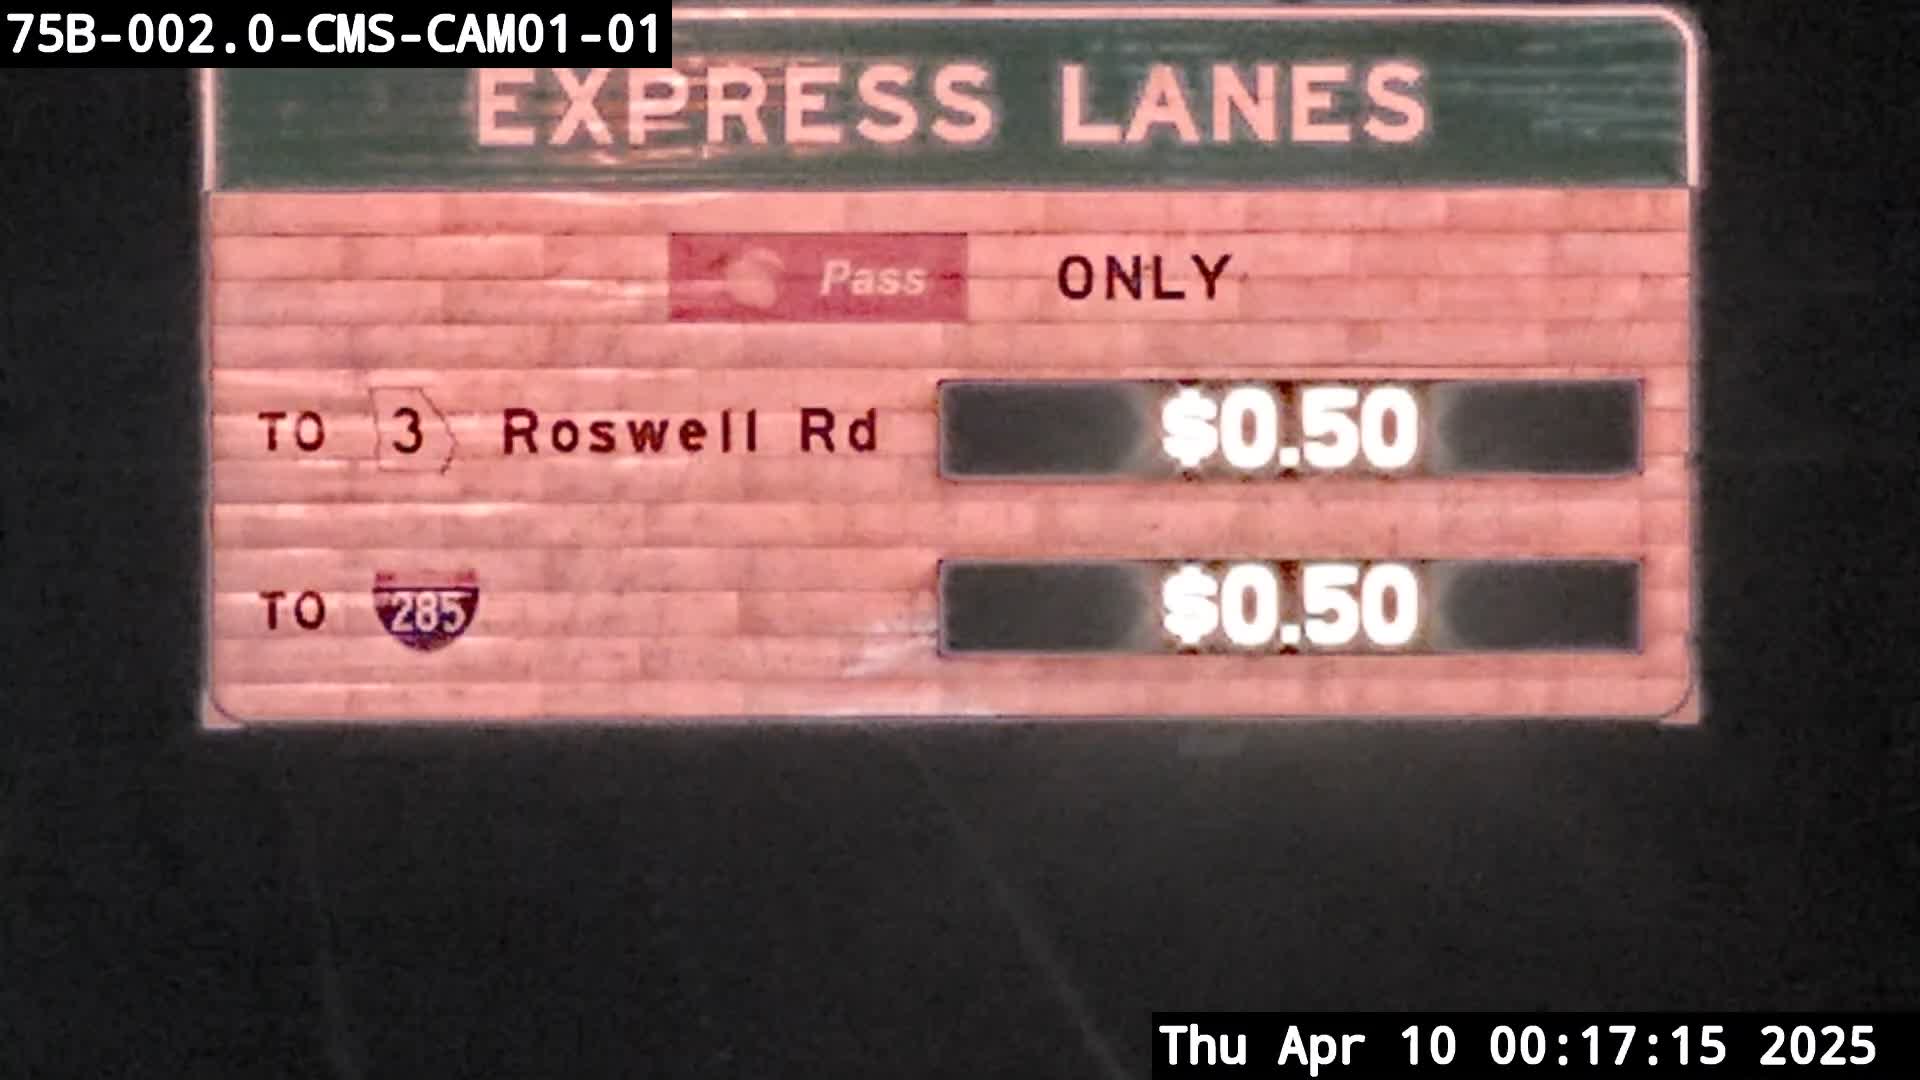 75B-002.0-CMS-CAM01-01
EXPRESS LANES
Pass ONLY
TO 3 Roswell Rd $0.50
TO 285 $0.50
Thu Apr 10 00:17:15 2025